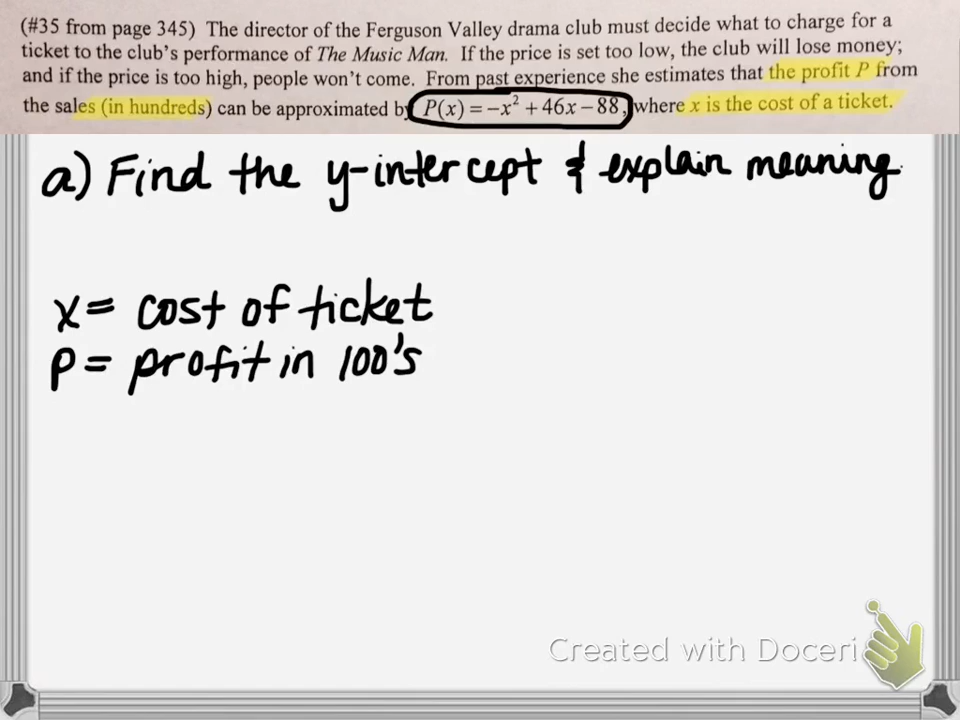 (#35 from page 345) The director of the Ferguson Valley drama club must decide what to charge for a
ticket to the club's performance of The Music Man. If the price is set too low, the club will lose money;
and if the price is too high, people won't come. From past experience she estimates that the profit P from
the sales (in hundreds) can be approximated by P(x) = −x² + 46x − 88, where x is the cost of a ticket.
a) Find the y-intercept & explain meaning.
x = cost of ticket
P = profit in 100's
Created with Doceri